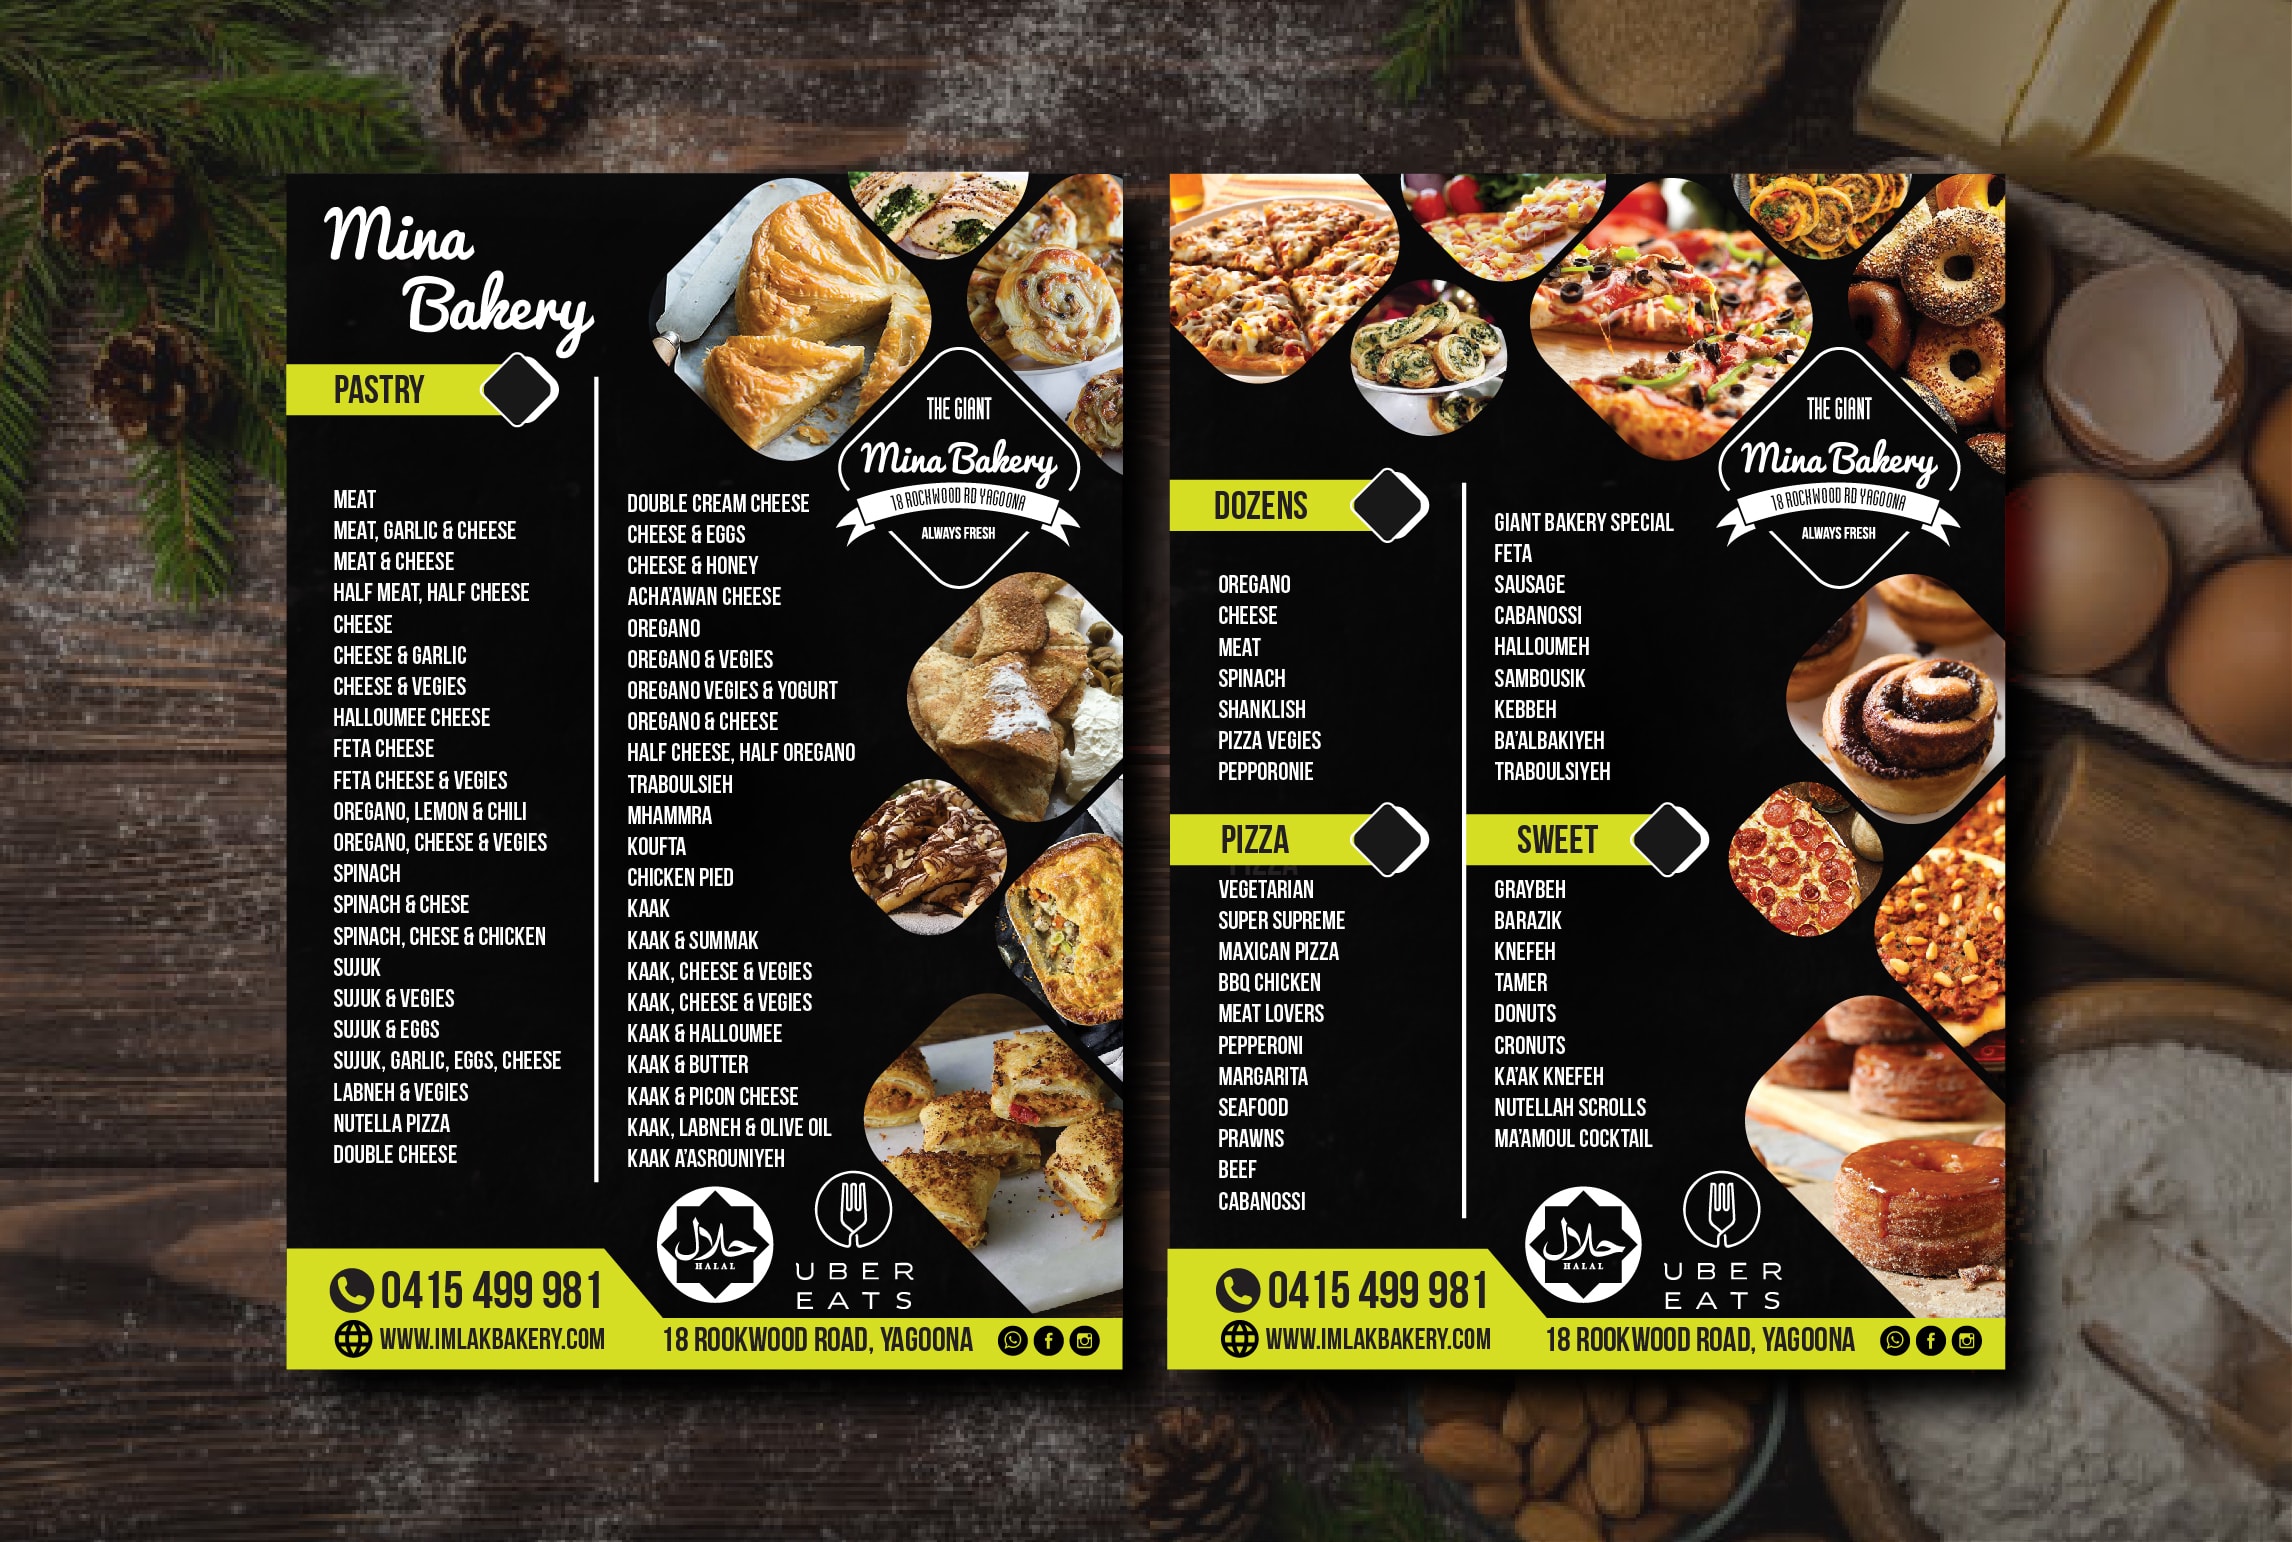 Mina
Bakery
PASTRY
MEAT
MEAT, GARLIC & CHEESE
MEAT & CHEESE
HALF MEAT, HALF CHEESE
CHEESE
CHEESE & GARLIC
CHEESE & VEGIES
HALLOUMEE CHEESE
FETA CHEESE
FETA CHEESE & VEGIES
OREGANO, LEMON & CHILI
OREGANO, CHEESE & VEGIES
SPINACH
SPINACH & CHESE
SPINACH, CHESE & CHICKEN
SUJUK
SUJUK & VEGIES
SUJUK & EGGS
SUJUK, GARLIC, EGGS, CHEESE
LABNEH & VEGIES
NUTELLA PIZZA
DOUBLE CHEESE
DOUBLE CREAM CHEESE
CHEESE & EGGS
CHEESE & HONEY
ACHA'AWAN CHEESE
OREGANO
OREGANO & VEGIES
OREGANO VEGIES & YOGURT
OREGANO & CHEESE
HALF CHEESE, HALF OREGANO
TRABOULSIEH
MHAMMRA
KOUFTA
CHICKEN PIED
KAAK
KAAK & SUMMAK
KAAK, CHEESE & VEGIES
KAAK, CHEESE & VEGIES
KAAK & HALLOUMEE
KAAK & BUTTER
KAAK & PICON CHEESE
KAAK, LABNEH & OLIVE OIL
KAAK A'ASROUNIYEH
THE GIANT
Mina Bakery
18 ROCKWOOD RD YAGOONA
ALWAYS FRESH
حلال
HALAL
UBER
EATS
0415 499 981
WWW.IMLAKBAKERY.COM
18 ROOKWOOD ROAD, YAGOONA
THE GIANT
Mina Bakery
18 ROCKWOOD RD YAGOONA
ALWAYS FRESH
DOZENS
OREGANO
CHEESE
MEAT
SPINACH
SHANKLISH
PIZZA VEGIES
PEPPORONIE
GIANT BAKERY SPECIAL
FETA
SAUSAGE
CABANOSSI
HALLOUMEH
SAMBOUSIK
KEBBEH
BA'ALBAKIYEH
TRABOULSIYEH
PIZZA
PIZZA
VEGETARIAN
SUPER SUPREME
MAXICAN PIZZA
BBQ CHICKEN
MEAT LOVERS
PEPPERONI
MARGARITA
SEAFOOD
PRAWNS
BEEF
CABANOSSI
SWEET
GRAYBEH
BARAZIK
KNEFEH
TAMER
DONUTS
CRONUTS
KA'AK KNEFEH
NUTELLAH SCROLLS
MA'AMOUL COCKTAIL
حلال
HALAL
UBER
EATS
0415 499 981
WWW.IMLAKBAKERY.COM
18 ROOKWOOD ROAD, YAGOONA